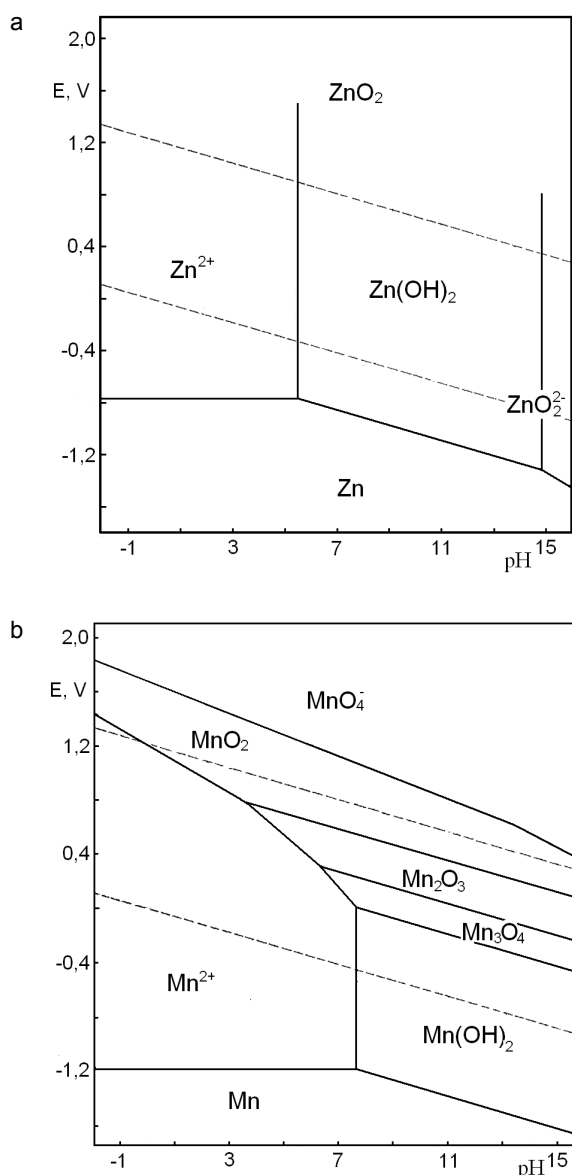 a
2,0
E, V
ZnO₂
1,2
0,4
Zn²⁺
Zn(OH)₂
-0,4
ZnO₂²⁻
-1,2
Zn
-1 3 7 11 15
pH
b
2,0
E, V
MnO₄⁻
MnO₂
1,2
0,4
Mn₂O₃
Mn₃O₄
-0,4
Mn²⁺
Mn(OH)₂
-1,2
Mn
-1 3 7 11 15
pH